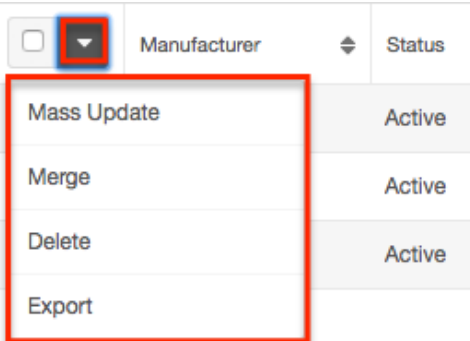 Manufacturer Status
Mass Update Active
Merge Active
Delete Active
Export